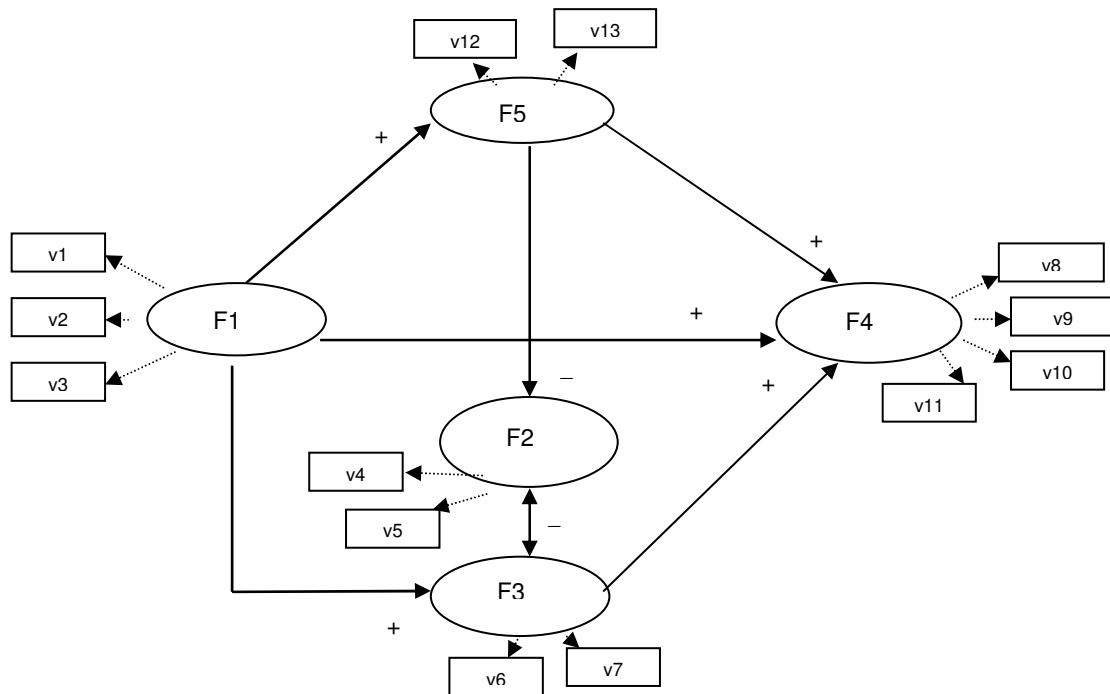 v13
v12
F5
+
+
v1
v8
v2
F1
+
F4
v9
v3
v10
+
–
v11
F2
v4
v5
–
F3
+
v6
v7